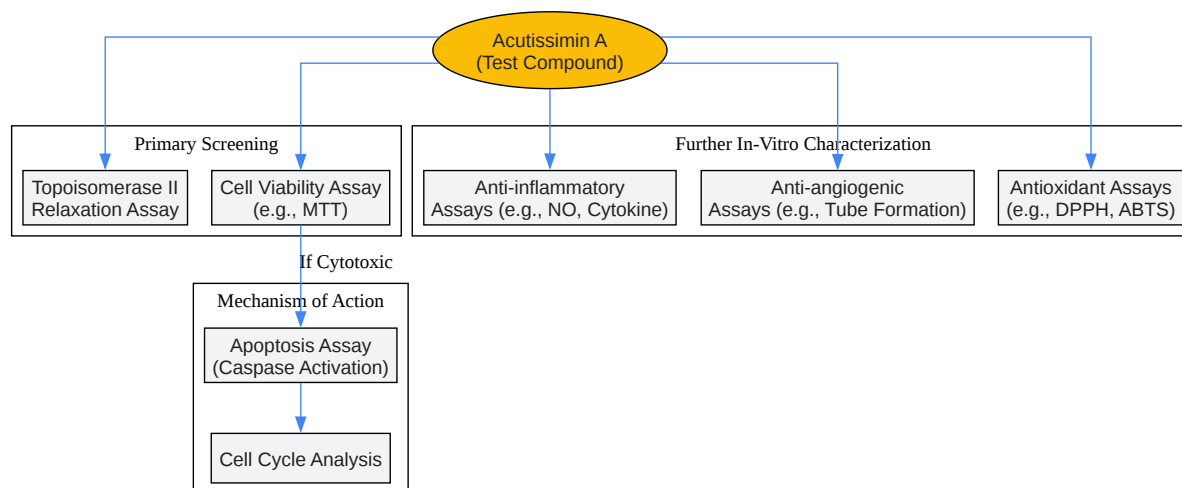 Acutissimin A
(Test Compound)
Primary Screening
Further In-Vitro Characterization
Topoisomerase II
Relaxation Assay
Cell Viability Assay
(e.g., MTT)
Anti-inflammatory
Assays (e.g., NO, Cytokine)
Anti-angiogenic
Assays (e.g., Tube Formation)
Antioxidant Assays
(e.g., DPPH, ABTS)
If Cytotoxic
Mechanism of Action
Apoptosis Assay
(Caspase Activation)
Cell Cycle Analysis